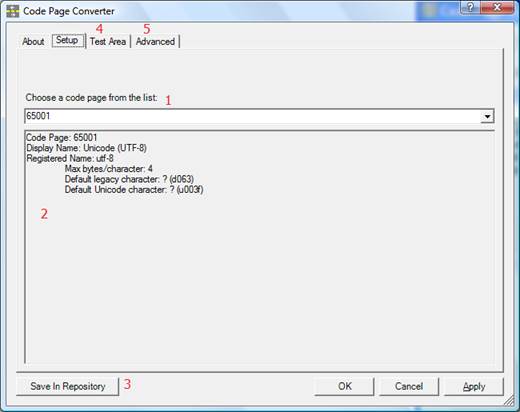 Code Page Converter
?
4
5
About
Setup
Test Area
Advanced
Choose a code page from the list: 1
65001
Code Page: 65001
Display Name: Unicode (UTF-8)
Registered Name: utf-8
Max bytes/character: 4
Default legacy character: ? (d063)
Default Unicode character: ? (u003f)
2
Save In Repository 3
OK
Cancel
Apply